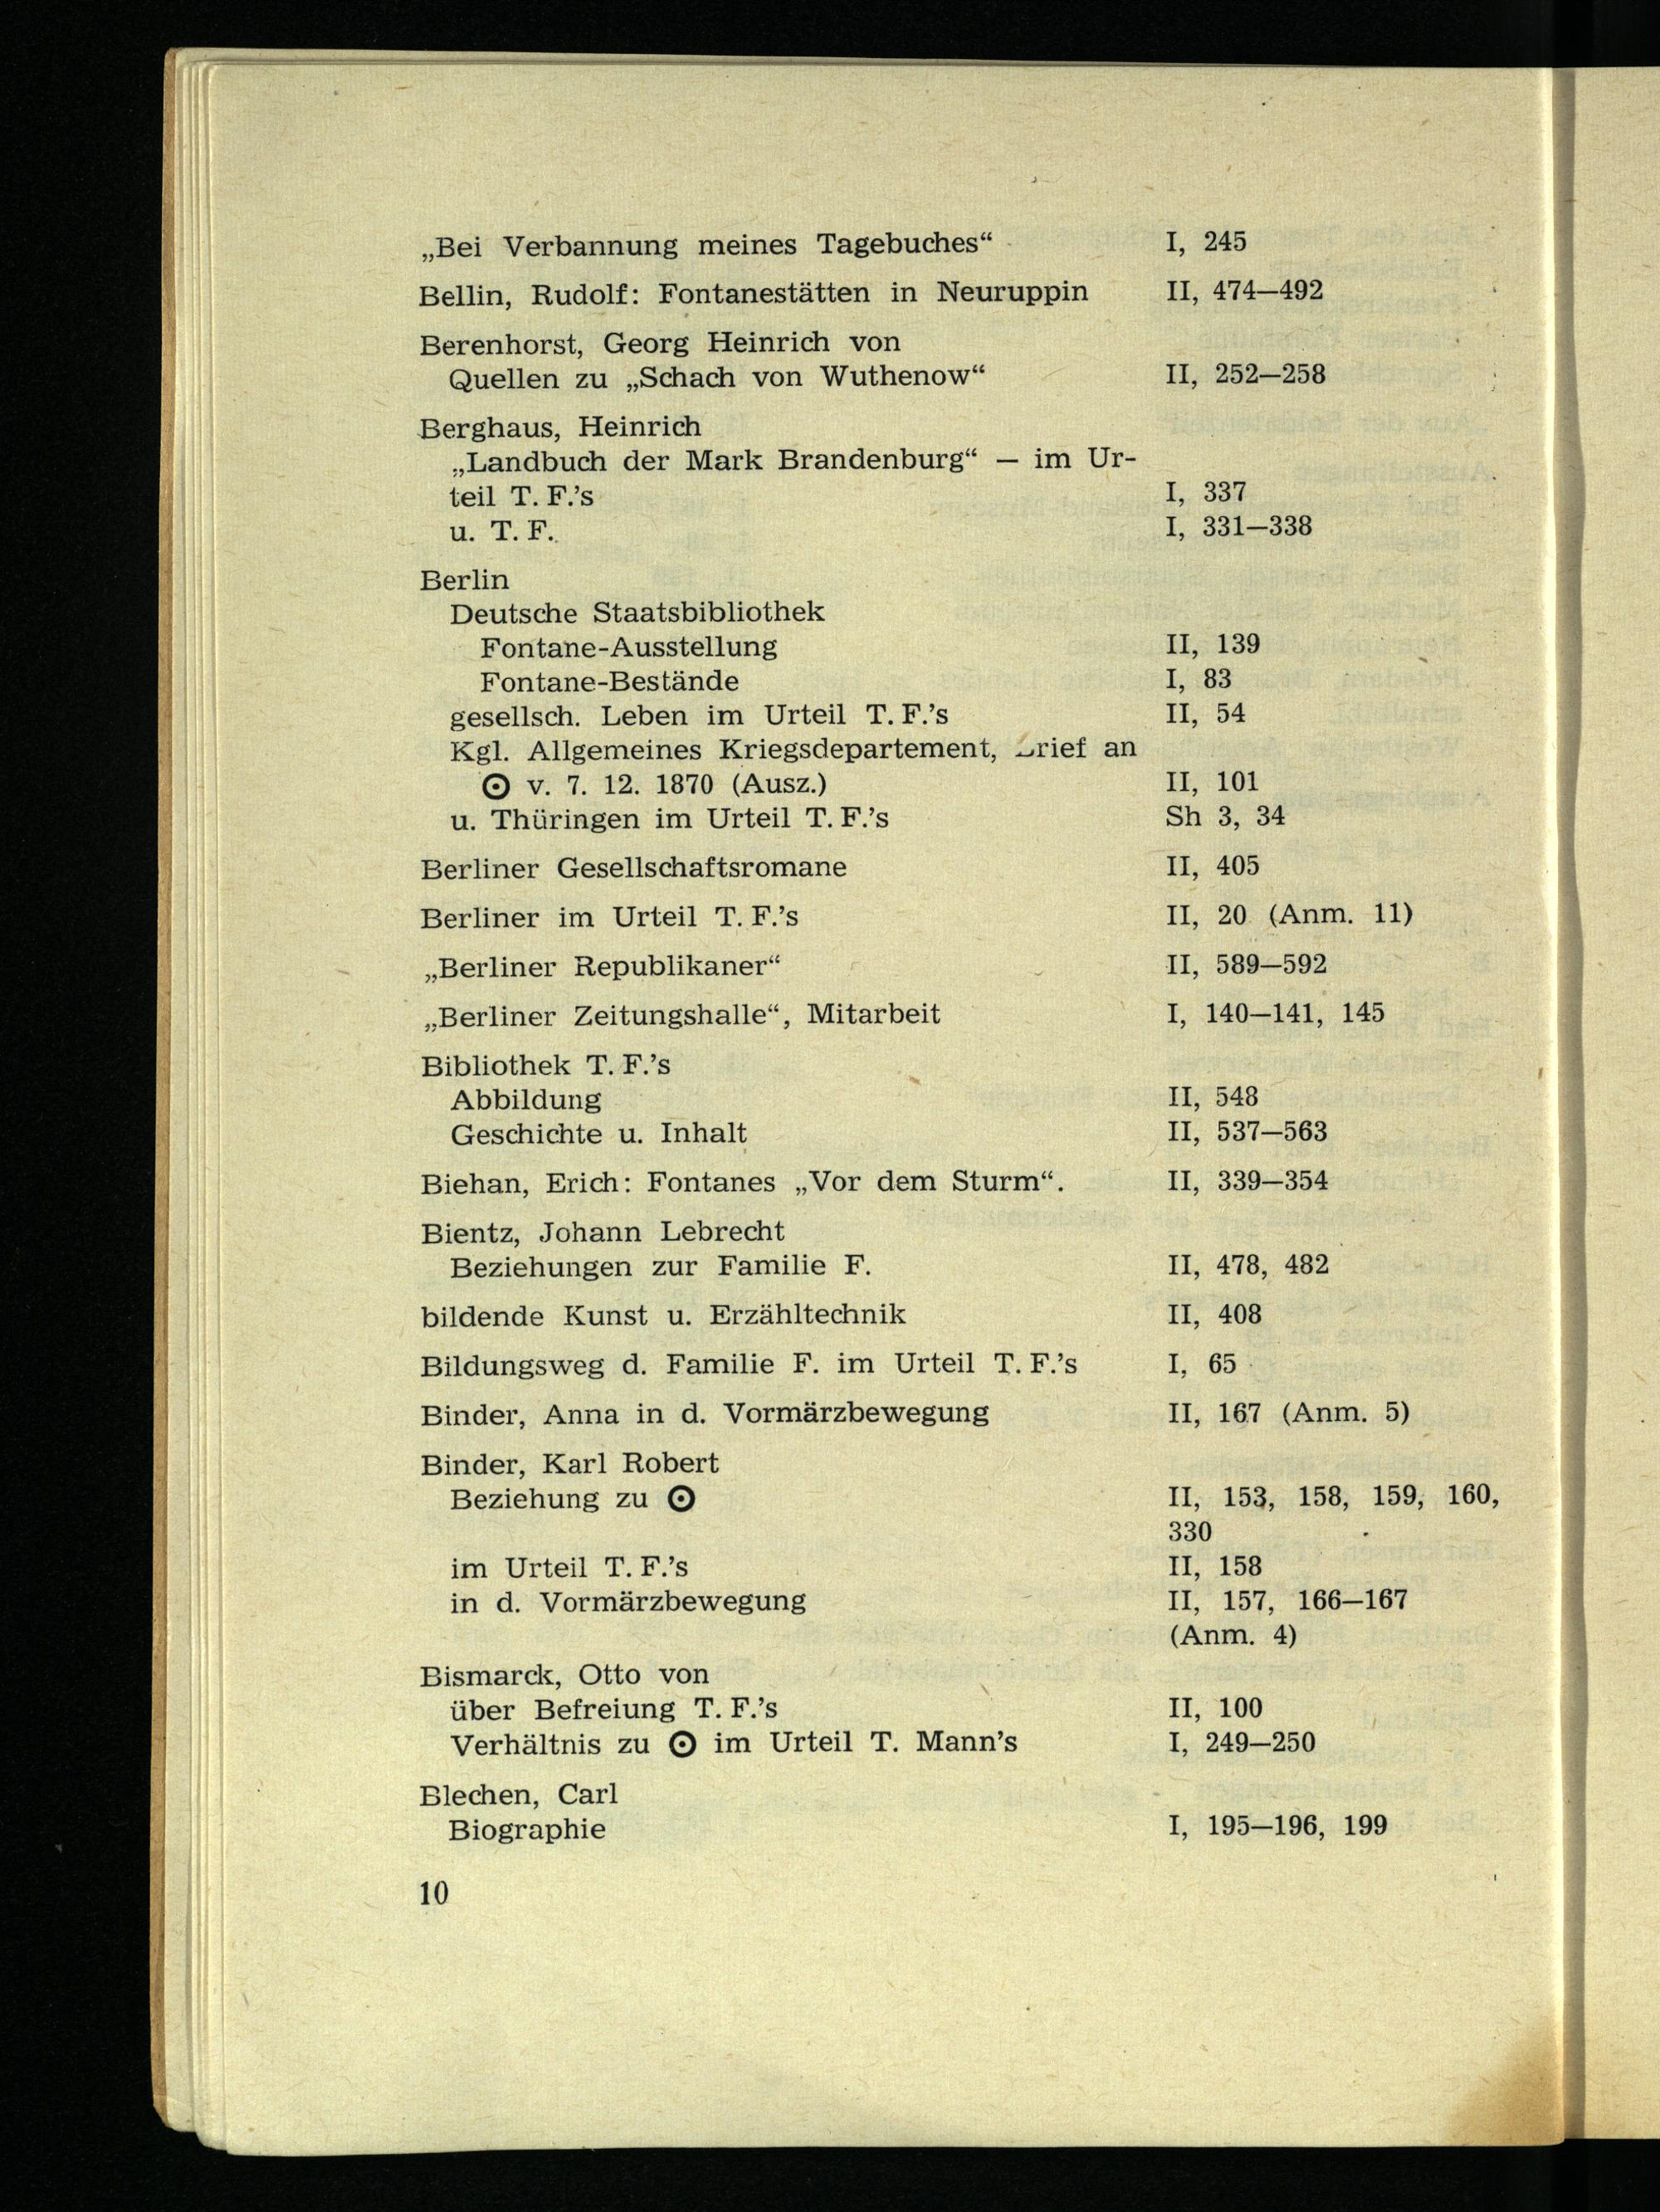 „Bei Verbannung meines Tagebuches“ I, 245
Bellin, Rudolf: Fontanestätten in Neuruppin II, 474—492
Berenhorst, Georg Heinrich von
Quellen zu „Schach von Wuthenow“ II, 252—258
Berghaus, Heinrich
„Landbuch der Mark Brandenburg“ — im Ur-
teil T. F.’s I, 337
u. T. F. I, 331—338
Berlin
Deutsche Staatsbibliothek
Fontane-Ausstellung II, 139
Fontane-Bestände I, 83
gesellsch. Leben im Urteil T. F.’s II, 54
Kgl. Allgemeines Kriegsdepartement, Brief an
⊙ v. 7. 12. 1870 (Ausz.) II, 101
u. Thüringen im Urteil T. F.’s Sh 3, 34
Berliner Gesellschaftsromane II, 405
Berliner im Urteil T. F.’s II, 20 (Anm. 11)
„Berliner Republikaner“ II, 589—592
„Berliner Zeitungshalle“, Mitarbeit I, 140—141, 145
Bibliothek T. F.’s
Abbildung II, 548
Geschichte u. Inhalt II, 537—563
Biehan, Erich: Fontanes „Vor dem Sturm“. II, 339—354
Bientz, Johann Lebrecht
Beziehungen zur Familie F. II, 478, 482
bildende Kunst u. Erzähltechnik II, 408
Bildungsweg d. Familie F. im Urteil T. F.’s I, 65
Binder, Anna in d. Vormärzbewegung II, 167 (Anm. 5)
Binder, Karl Robert
Beziehung zu ⊙ II, 153, 158, 159, 160,
330
im Urteil T. F.’s II, 158
in d. Vormärzbewegung II, 157, 166—167
(Anm. 4)
Bismarck, Otto von
über Befreiung T. F.’s II, 100
Verhältnis zu ⊙ im Urteil T. Mann’s I, 249—250
Blechen, Carl
Biographie I, 195—196, 199
10